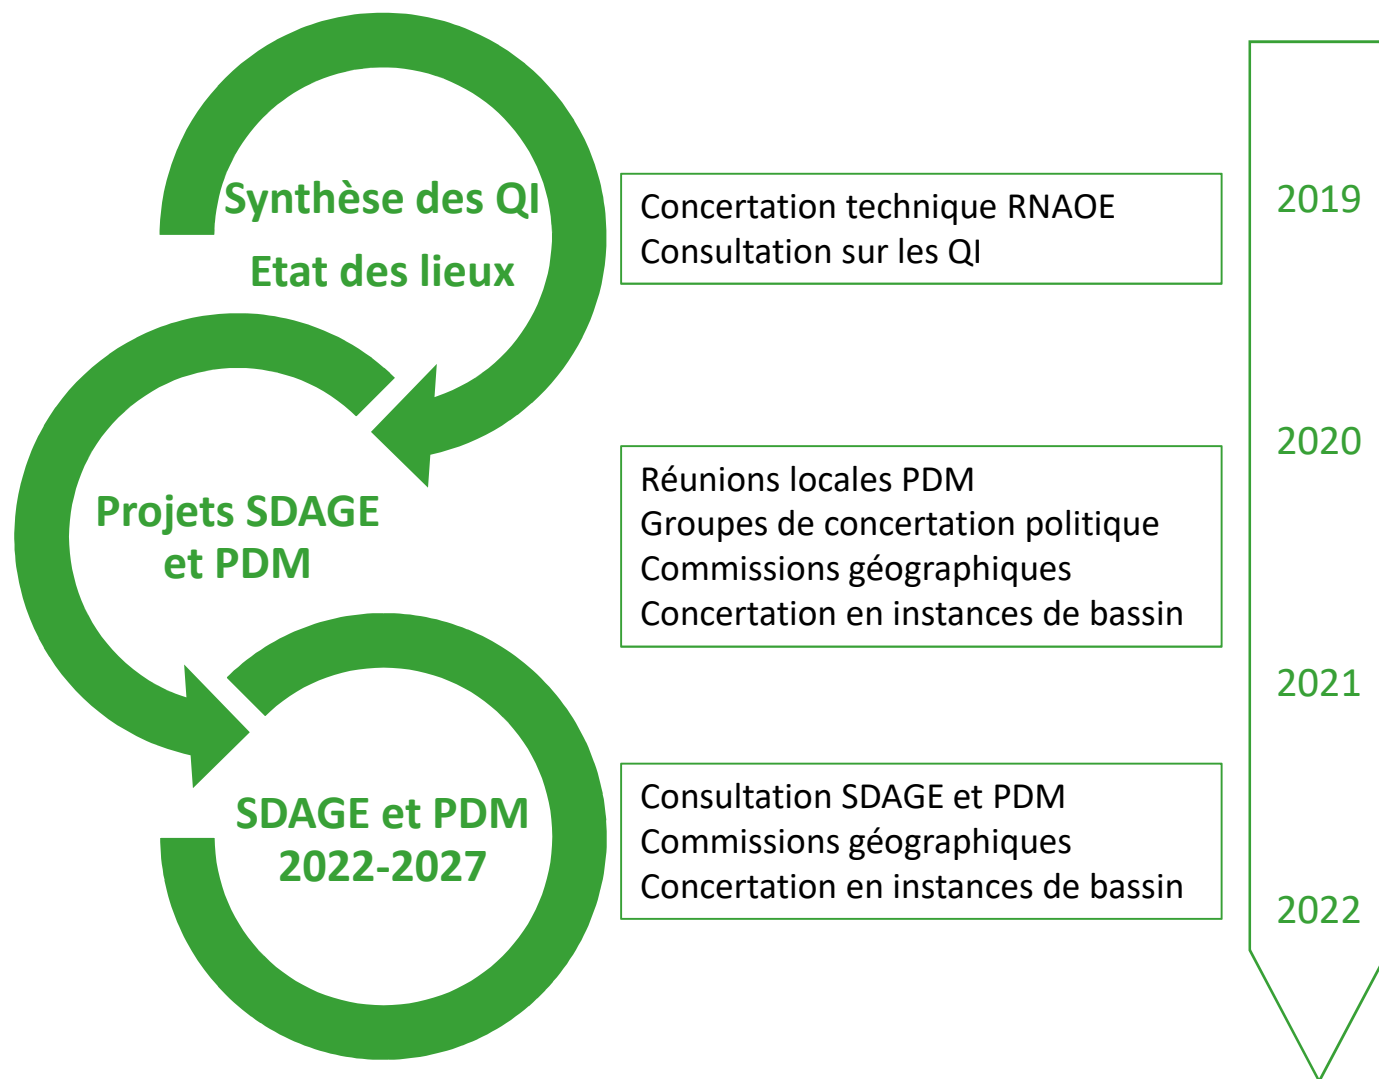 Synthèse des QI
Etat des lieux
Concertation technique RNAOE
Consultation sur les QI
2019
Projets SDAGE
et PDM
Réunions locales PDM
Groupes de concertation politique
Commissions géographiques
Concertation en instances de bassin
2020
2021
SDAGE et PDM
2022-2027
Consultation SDAGE et PDM
Commissions géographiques
Concertation en instances de bassin
2022